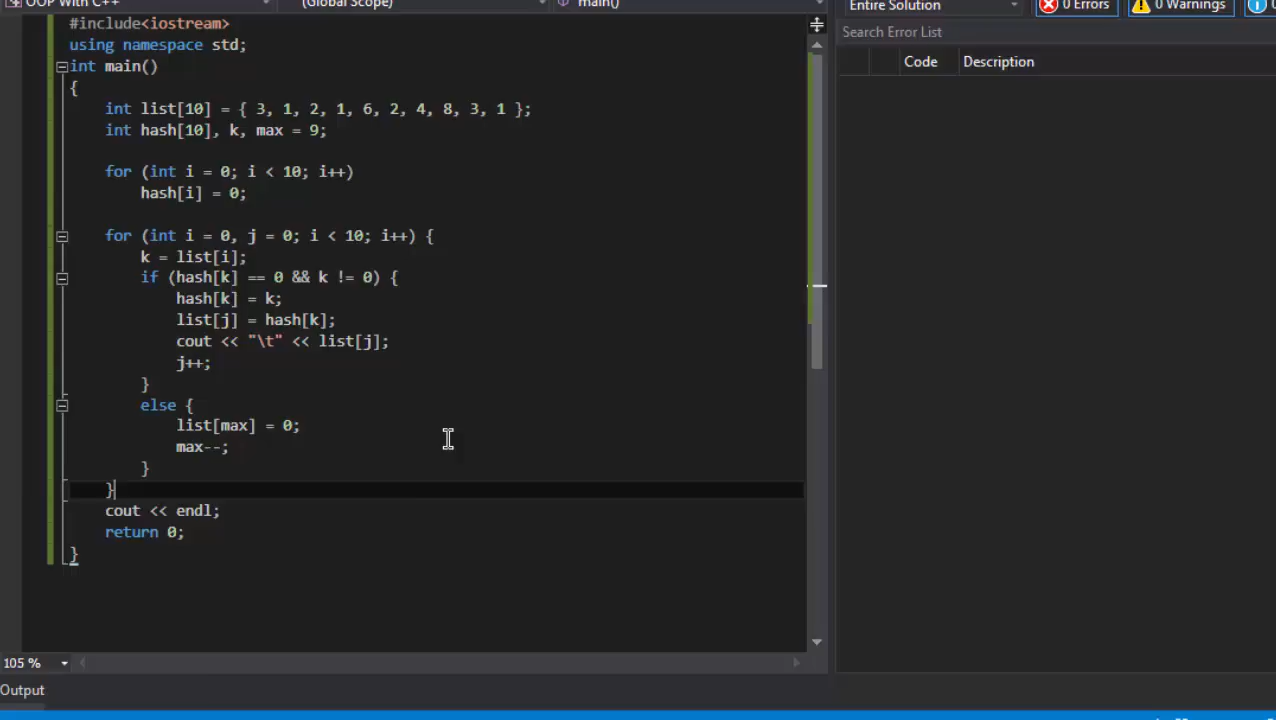 OOP With C++ (Global Scope) main() Entire Solution 0 Errors 0 Warnings
#include<iostream>
using namespace std;
int main()
{
int list[10] = { 3, 1, 2, 1, 6, 2, 4, 8, 3, 1 };
int hash[10], k, max = 9;
for (int i = 0; i < 10; i++)
hash[i] = 0;
for (int i = 0, j = 0; i < 10; i++) {
k = list[i];
if (hash[k] == 0 && k != 0) {
hash[k] = k;
list[j] = hash[k];
cout << "\t" << list[j];
j++;
}
else {
list[max] = 0;
max--;
}
}
cout << endl;
return 0;
}
105 %
Output
Search Error List
Code Description